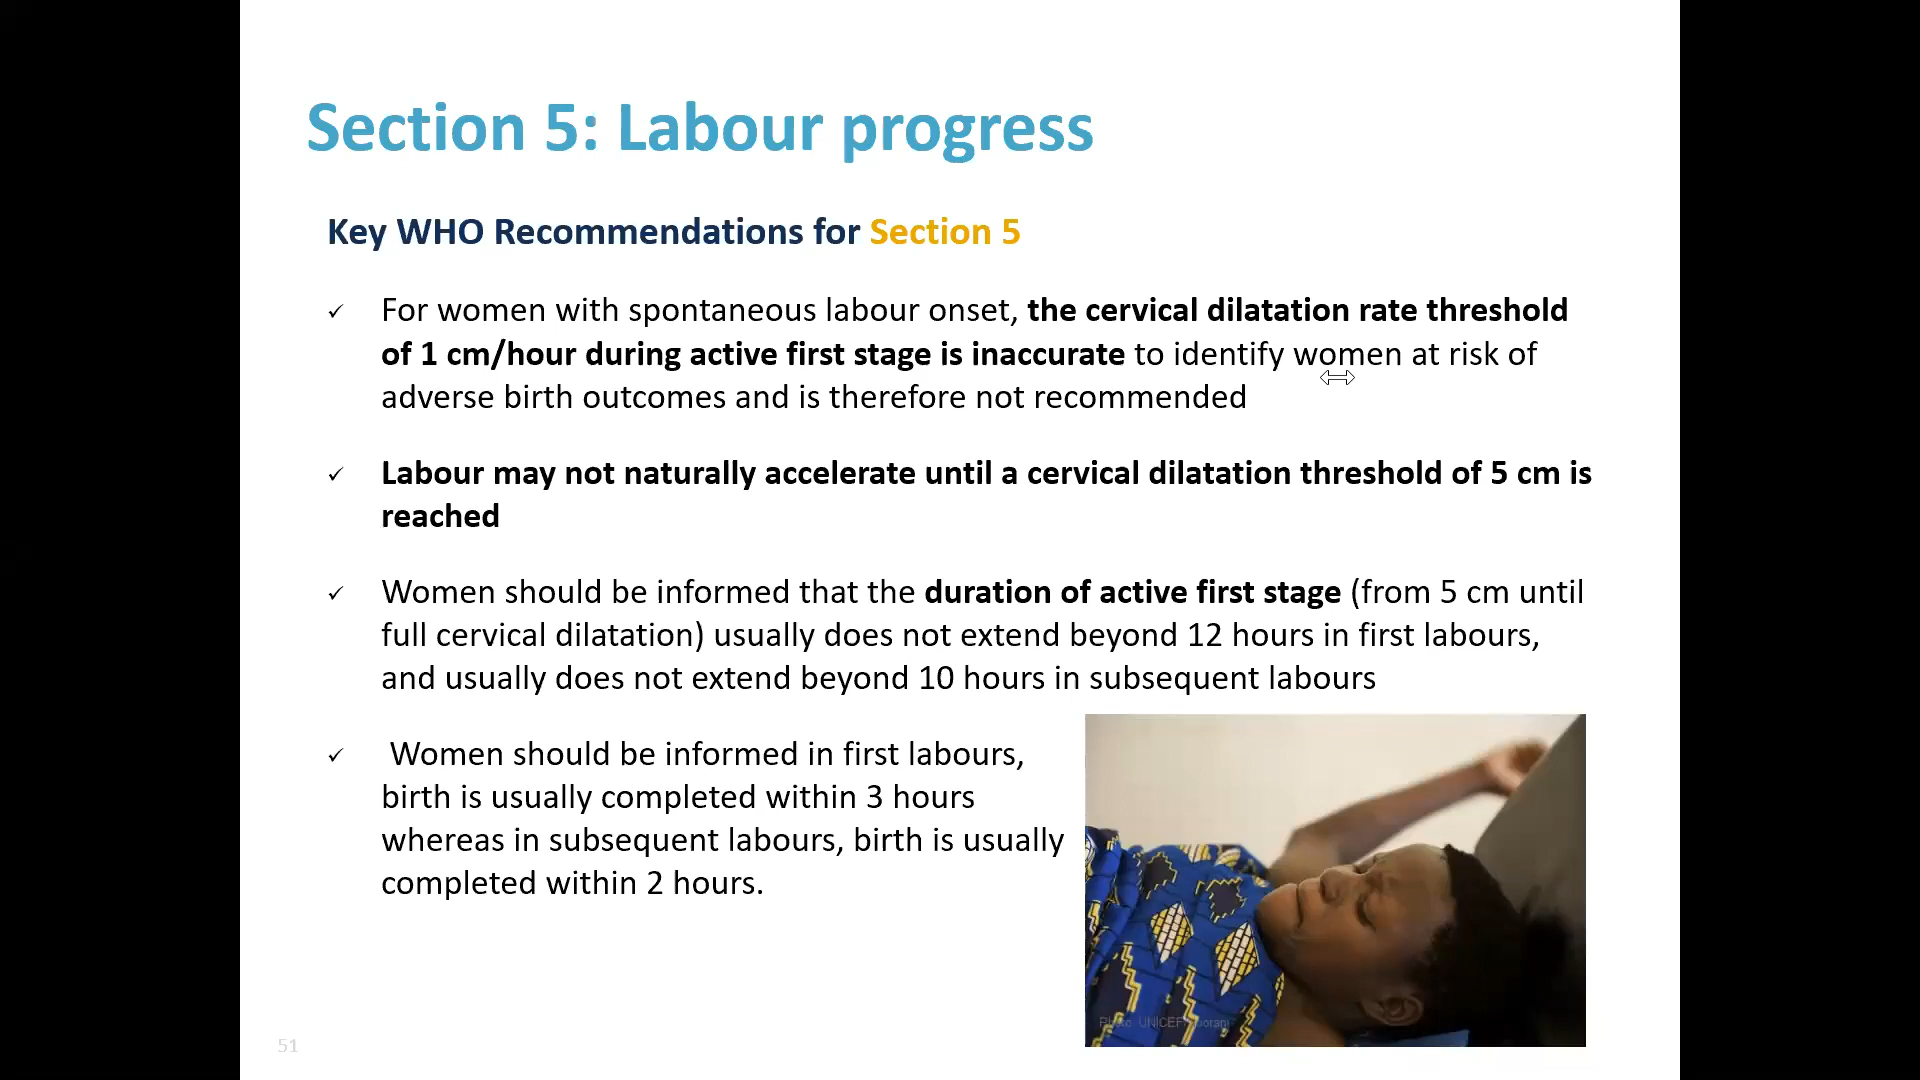 Section 5: Labour progress
Key WHO Recommendations for Section 5
✓ For women with spontaneous labour onset, the cervical dilatation rate threshold
of 1 cm/hour during active first stage is inaccurate to identify women at risk of
adverse birth outcomes and is therefore not recommended
✓ Labour may not naturally accelerate until a cervical dilatation threshold of 5 cm is
reached
✓ Women should be informed that the duration of active first stage (from 5 cm until
full cervical dilatation) usually does not extend beyond 12 hours in first labours,
and usually does not extend beyond 10 hours in subsequent labours
✓ Women should be informed in first labours,
birth is usually completed within 3 hours
whereas in subsequent labours, birth is usually
completed within 2 hours.
Photo UNICEF
51